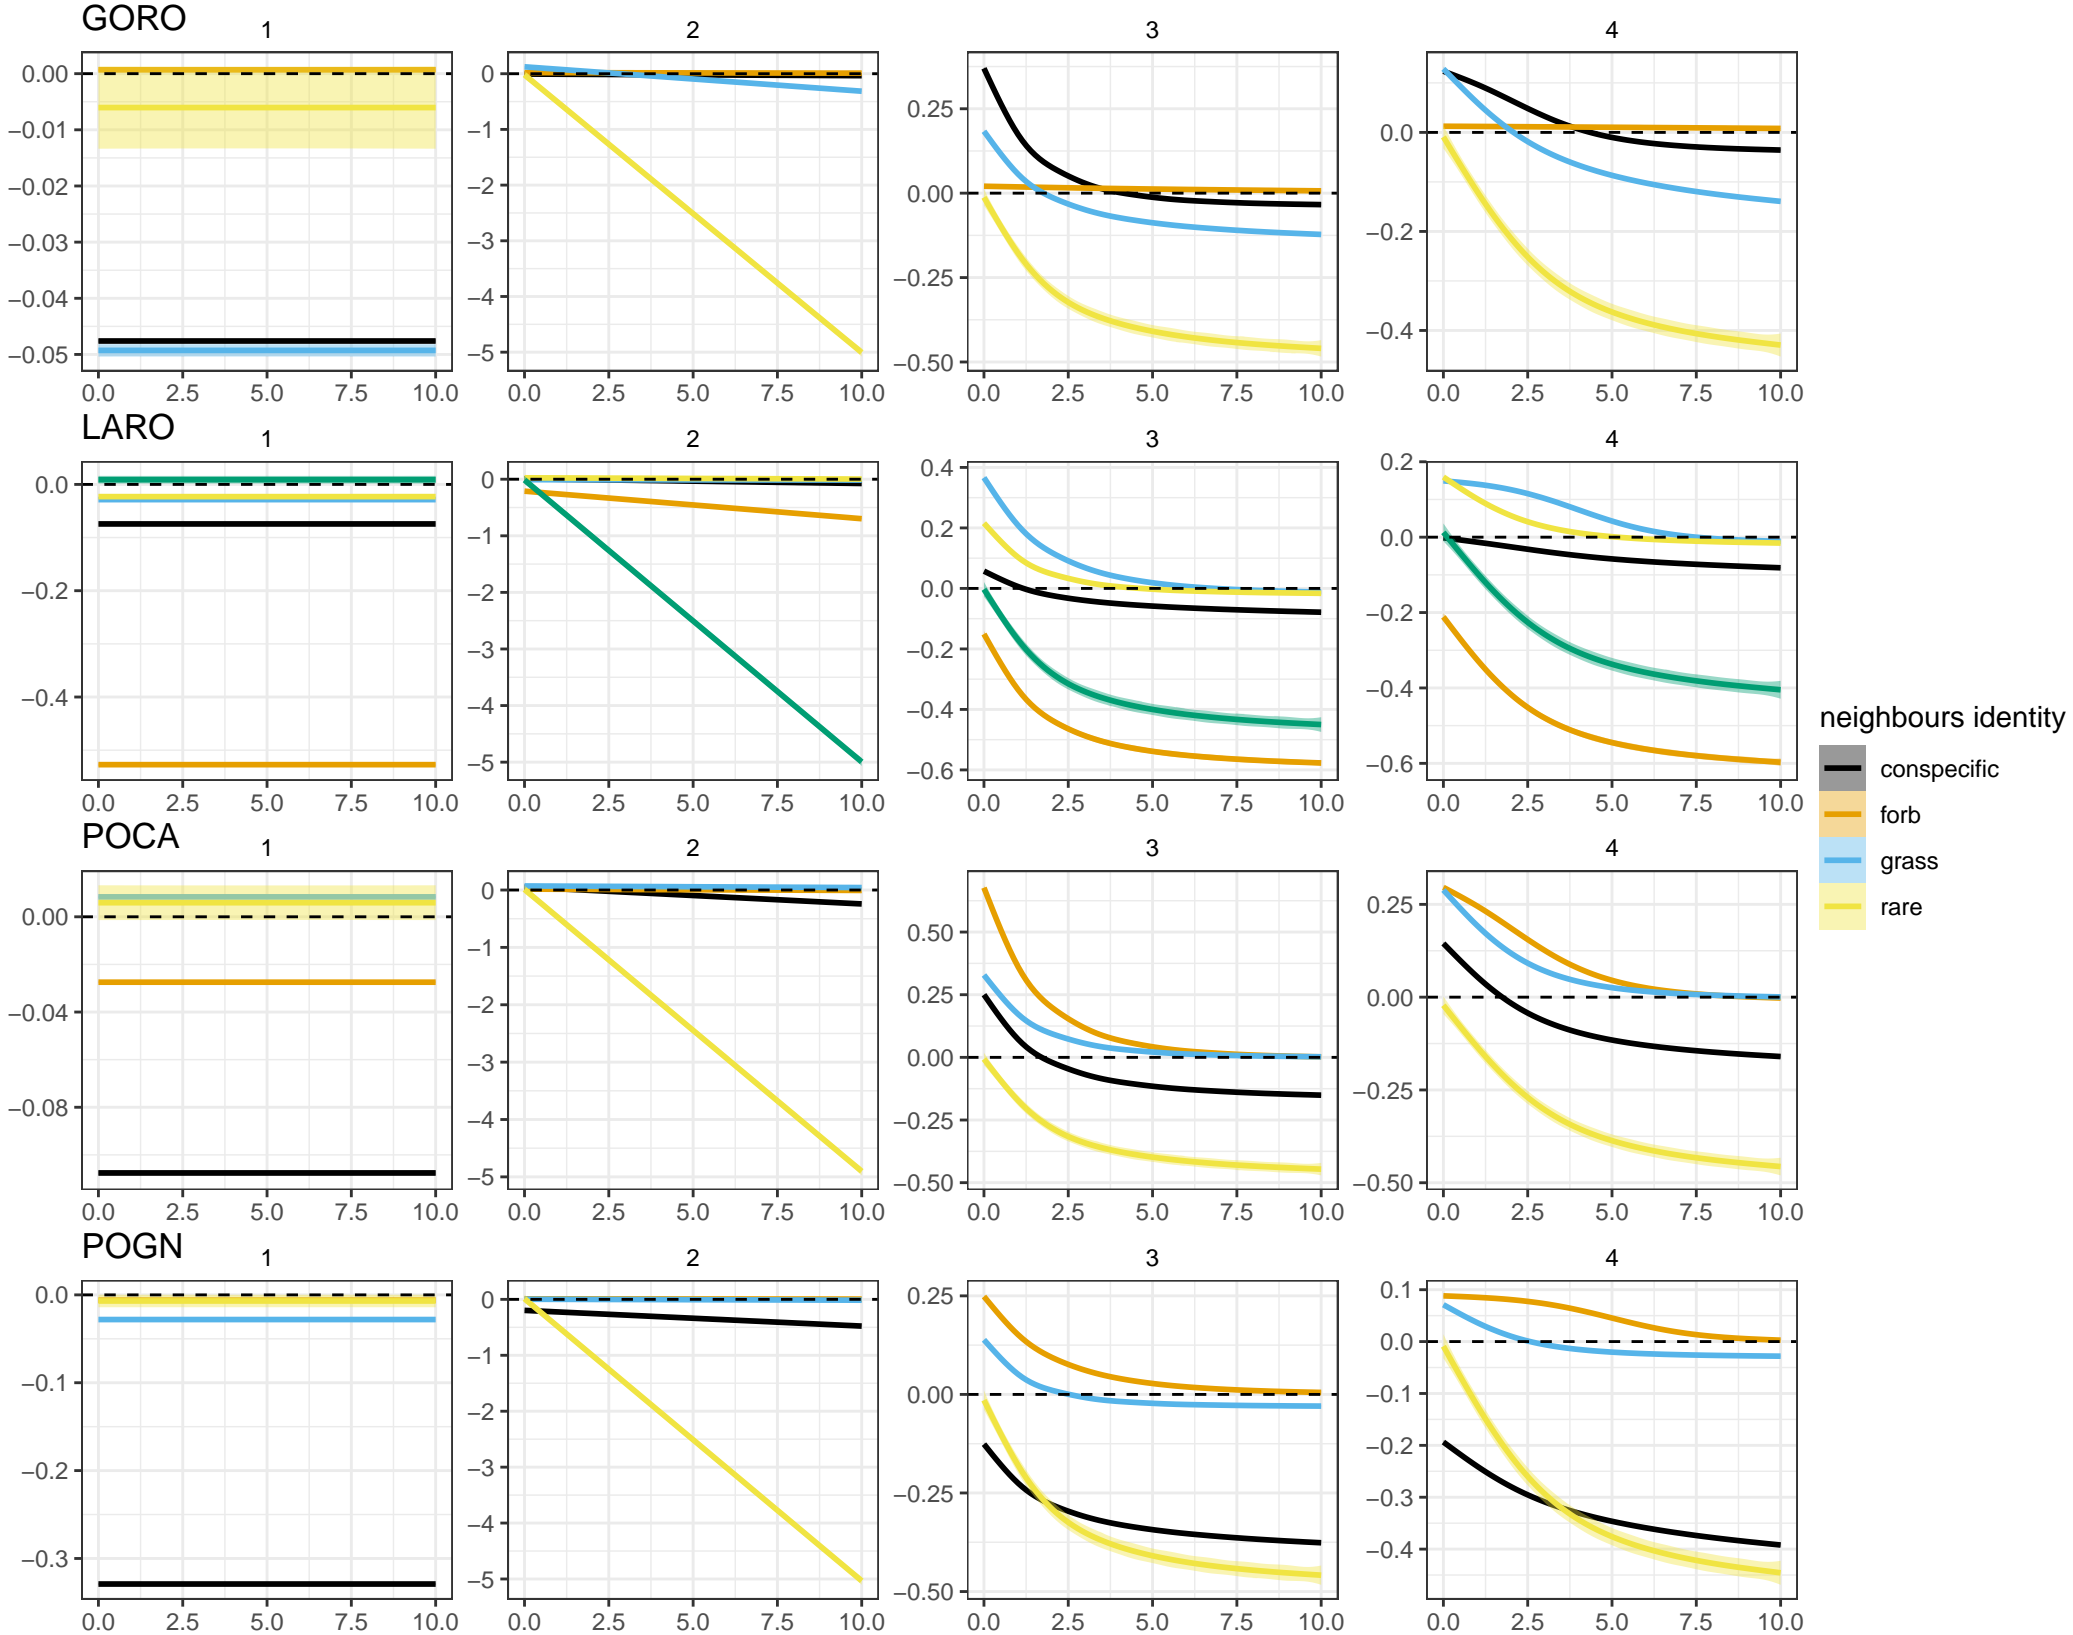 GORO
1 2 3 4
0.00 −0.01 −0.02 −0.03 −0.04 −0.05
0 −1 −2 −3 −4 −5
0.25 0.00 −0.25 −0.50
0.0 −0.2 −0.4
0.0 2.5 5.0 7.5 10.0 0.0 2.5 5.0 7.5 10.0 0.0 2.5 5.0 7.5 10.0 0.0 2.5 5.0 7.5 10.0
LARO
1 2 3 4
0.0 −0.2 −0.4
0 −1 −2 −3 −4 −5
0.4 0.2 0.0 −0.2 −0.4 −0.6
0.2 0.0 −0.2 −0.4 −0.6
0.0 2.5 5.0 7.5 10.0 0.0 2.5 5.0 7.5 10.0 0.0 2.5 5.0 7.5 10.0 0.0 2.5 5.0 7.5 10.0
POCA
1 2 3 4
0.00 −0.04 −0.08
0 −1 −2 −3 −4 −5
0.50 0.25 0.00 −0.25 −0.50
0.25 0.00 −0.25 −0.50
0.0 2.5 5.0 7.5 10.0 0.0 2.5 5.0 7.5 10.0 0.0 2.5 5.0 7.5 10.0 0.0 2.5 5.0 7.5 10.0
POGN
1 2 3 4
0.0 −0.1 −0.2 −0.3
0 −1 −2 −3 −4 −5
0.25 0.00 −0.25 −0.50
0.1 0.0 −0.1 −0.2 −0.3 −0.4
0.0 2.5 5.0 7.5 10.0 0.0 2.5 5.0 7.5 10.0 0.0 2.5 5.0 7.5 10.0 0.0 2.5 5.0 7.5 10.0
neighbours identity
conspecific
forb
grass
rare